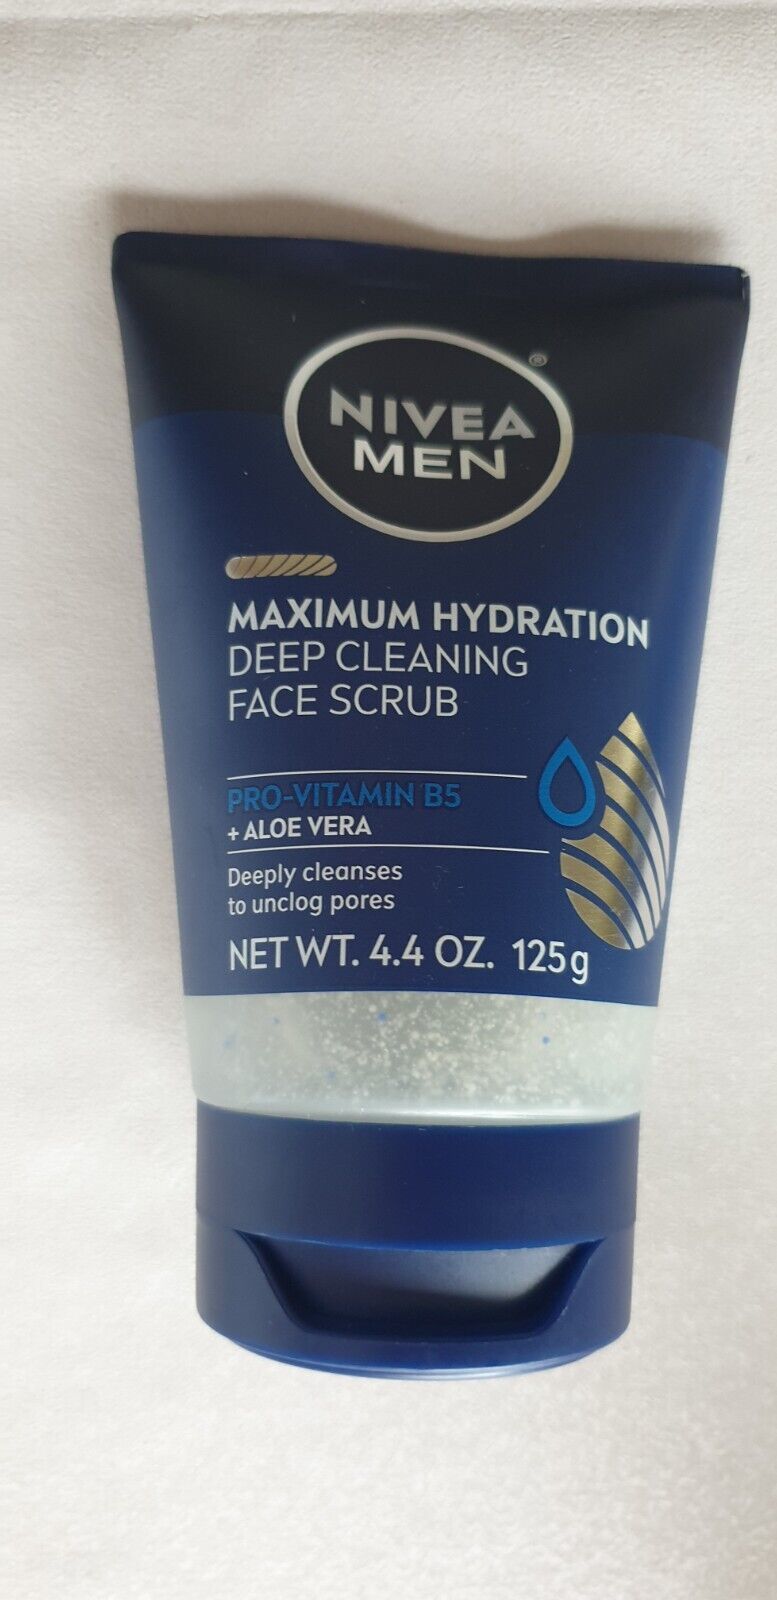 NIVEA
MEN
®
MAXIMUM HYDRATION
DEEP CLEANING
FACE SCRUB
PRO-VITAMIN B5
+ ALOE VERA
Deeply cleanses
to unclog pores
NET WT. 4.4 OZ. 125g